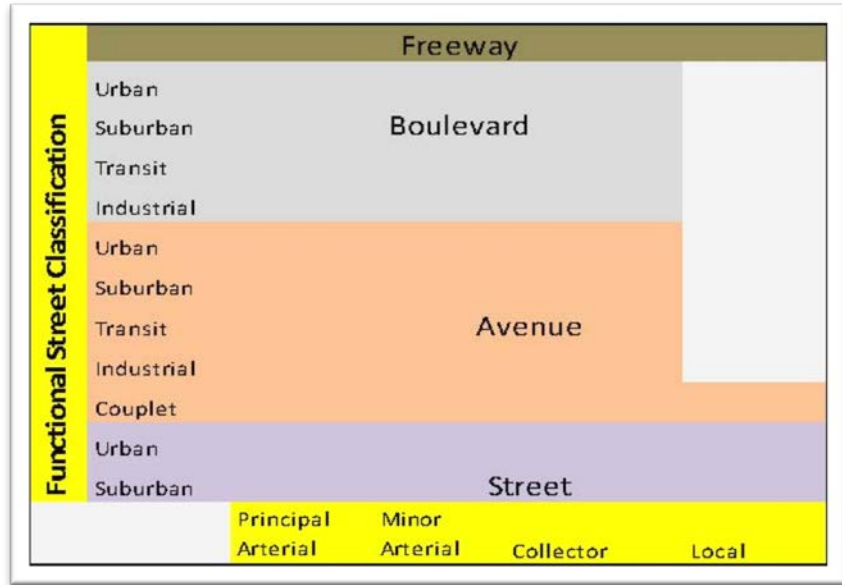 Functional Street Classification
Freeway
Urban
Suburban
Boulevard
Transit
Industrial
Urban
Suburban
Transit
Avenue
Industrial
Couplet
Urban
Suburban
Street
Principal Arterial
Minor Arterial
Collector
Local